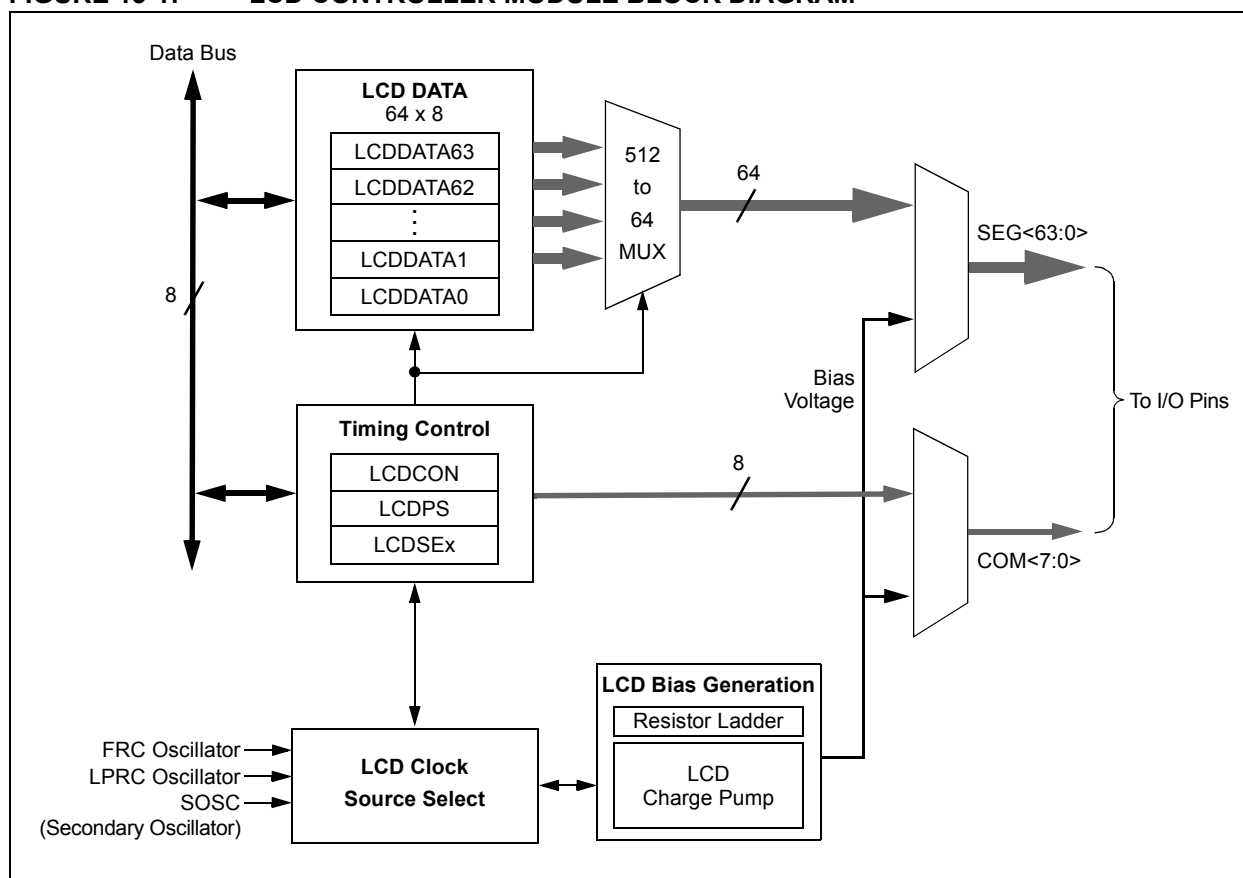 Data Bus
8
LCD DATA
64 x 8
LCDDATA63
LCDDATA62
⋮
LCDDATA1
LCDDATA0
512
to
64
MUX
64
SEG<63:0>
Bias
Voltage
To I/O Pins
Timing Control
LCDCON
LCDPS
LCDSEx
8
COM<7:0>
LCD Bias Generation
Resistor Ladder
LCD
Charge Pump
FRC Oscillator
LPRC Oscillator
SOSC
(Secondary Oscillator)
LCD Clock
Source Select